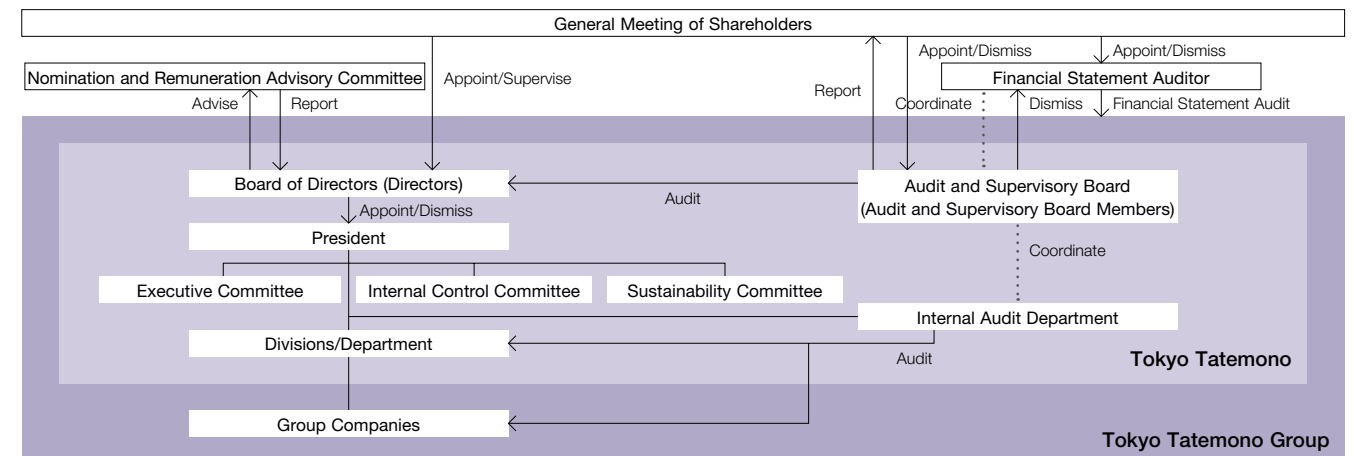 General Meeting of Shareholders
Appoint/Dismiss
Appoint/Dismiss
Nomination and Remuneration Advisory Committee
Appoint/Supervise
Financial Statement Auditor
Report
Advise
Report
Coordinate
Dismiss
Financial Statement Audit
Board of Directors (Directors)
Audit
Audit and Supervisory Board
(Audit and Supervisory Board Members)
Appoint/Dismiss
President
Coordinate
Executive Committee
Internal Control Committee
Sustainability Committee
Internal Audit Department
Divisions/Department
Audit
Tokyo Tatemono
Group Companies
Tokyo Tatemono Group